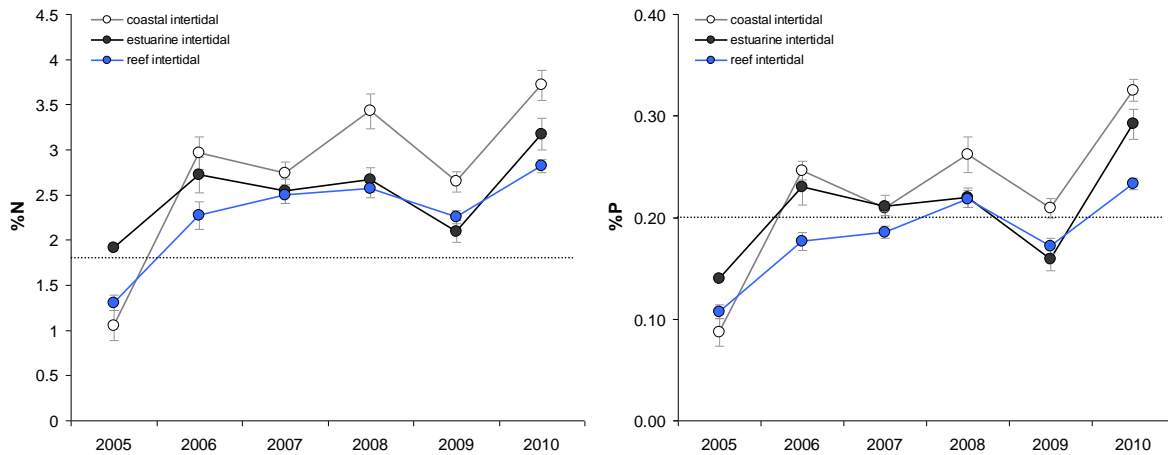 coastal intertidal
estuarine intertidal
reef intertidal
%N
4.5
4
3.5
3
2.5
2
1.5
1
0.5
0
2005 2006 2007 2008 2009 2010
coastal intertidal
estuarine intertidal
reef intertidal
%P
0.40
0.30
0.20
0.10
0.00
2005 2006 2007 2008 2009 2010